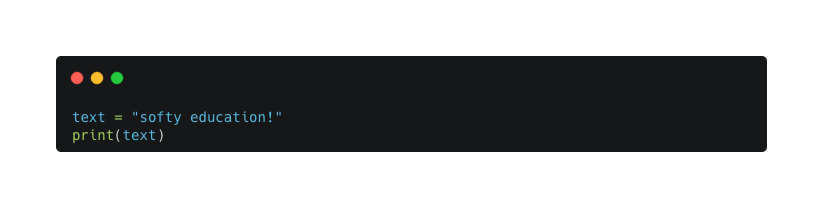 text = "softy education!"
print(text)